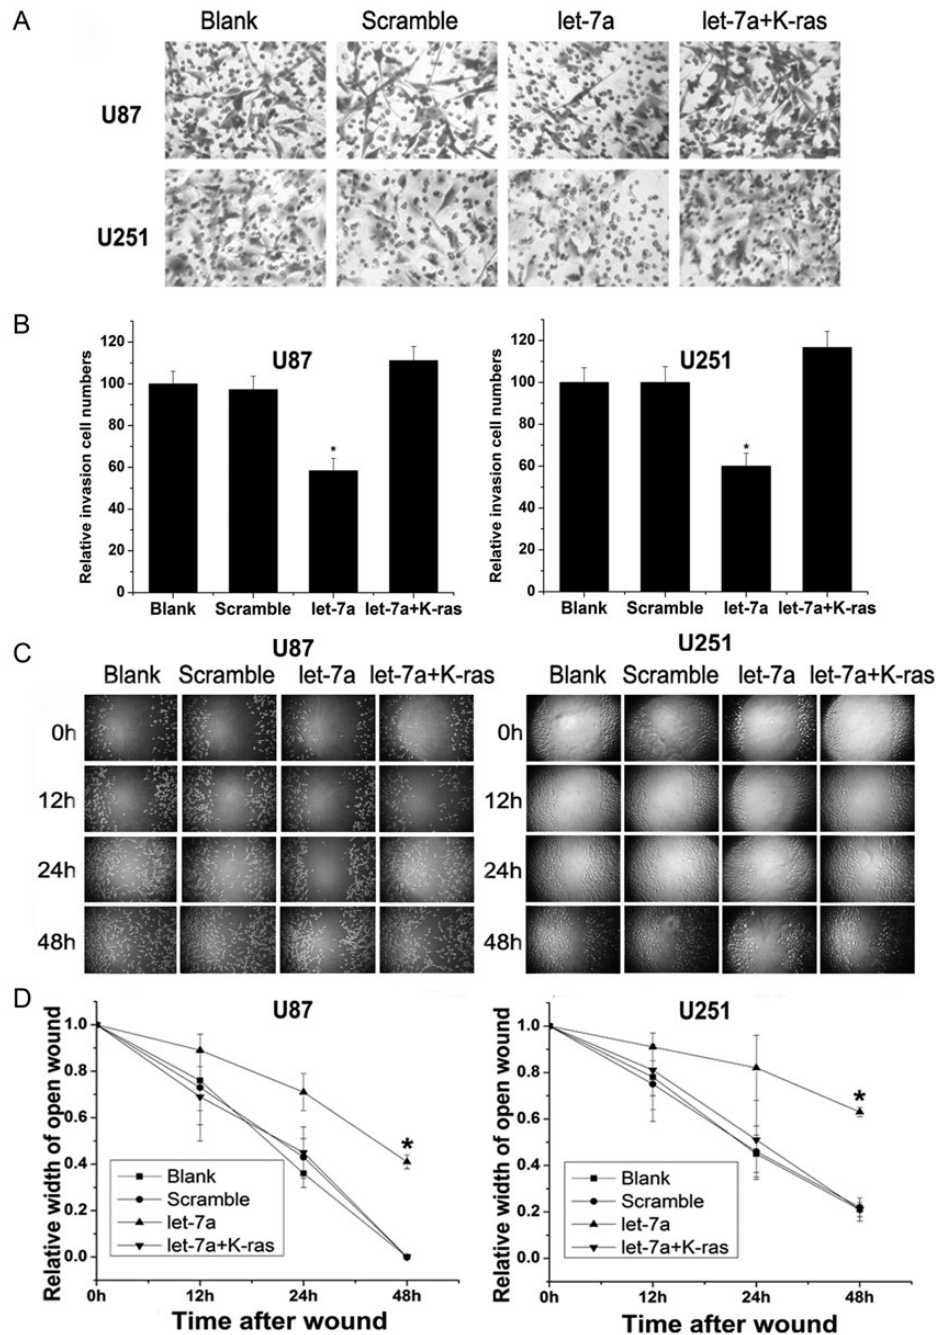 A
Blank Scramble let-7a let-7a+K-ras
U87
U251
B
U87
Relative invasion cell numbers
120
100
80
60
40
20
0
*
Blank Scramble let-7a let-7a+K-ras
U251
Relative invasion cell numbers
120
100
80
60
40
20
0
*
Blank Scramble let-7a let-7a+K-ras
C
U87
Blank Scramble let-7a let-7a+K-ras
0h
12h
24h
48h
U251
Blank Scramble let-7a let-7a+K-ras
0h
12h
24h
48h
D
U87
Relative width of open wound
1.0
0.8
0.6
0.4
0.2
0.0
*
Blank
Scramble
let-7a
let-7a+K-ras
0h 12h 24h 48h
Time after wound
U251
Relative width of open wound
1.0
0.8
0.6
0.4
0.2
0.0
*
Blank
Scramble
let-7a
let-7a+K-ras
0h 12h 24h 48h
Time after wound